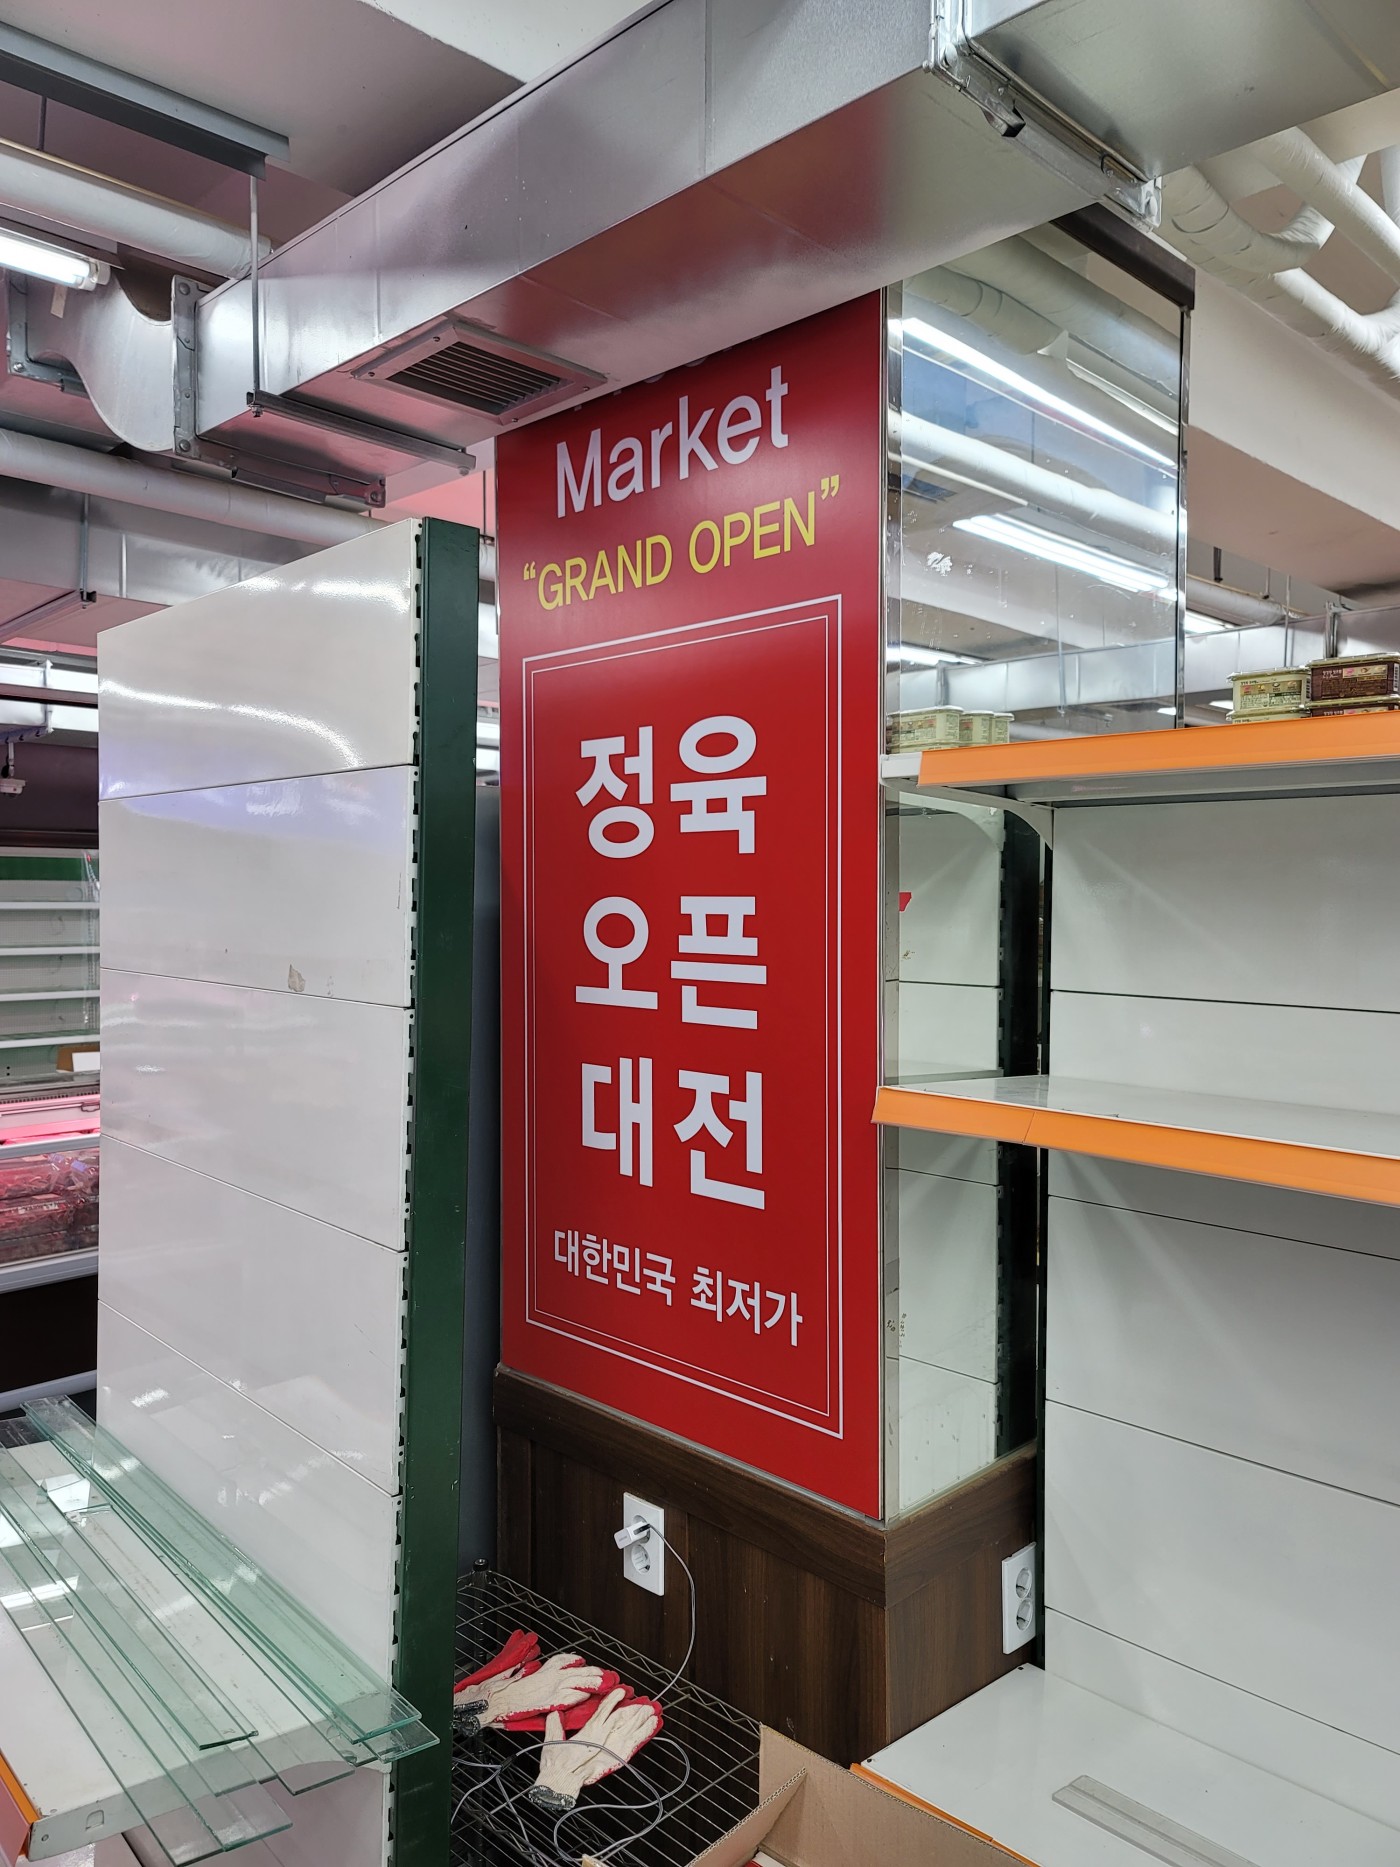 Market
“GRAND OPEN”
정육
오픈
대전
대한민국 최저가